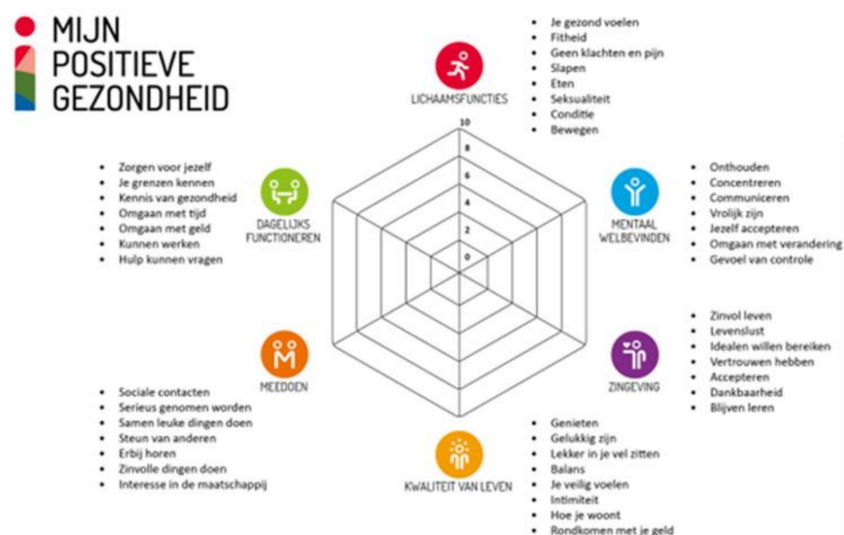 MIJN
POSITIEVE
GEZONDHEID
LICHAAMSFUNCTIES
• Je gezond voelen
• Fitheid
• Geen klachten en pijn
• Slapen
• Eten
• Seksualiteit
• Conditie
• Bewegen
10
8
6
4
2
0
MENTAAL
WELBEVINDEN
• Onthouden
• Concentreren
• Communiceren
• Vrolijk zijn
• Jezelf accepteren
• Omgaan met verandering
• Gevoel van controle
ZINGEVING
• Zinvol leven
• Levenslust
• Idealen willen bereiken
• Vertrouwen hebben
• Accepteren
• Dankbaarheid
• Blijven leren
KWALITEIT VAN LEVEN
• Genieten
• Gelukkig zijn
• Lekker in je vel zitten
• Balans
• Je veilig voelen
• Intimiteit
• Hoe je woont
• Rondkomen met je geld
MEEDOEN
• Sociale contacten
• Serieus genomen worden
• Samen leuke dingen doen
• Steun van anderen
• Erbij horen
• Zinvolle dingen doen
• Interesse in de maatschappij
DAGELIJKS
FUNCTIONEREN
• Zorgen voor jezelf
• Je grenzen kennen
• Kennis van gezondheid
• Omgaan met tijd
• Omgaan met geld
• Kunnen werken
• Hulp kunnen vragen